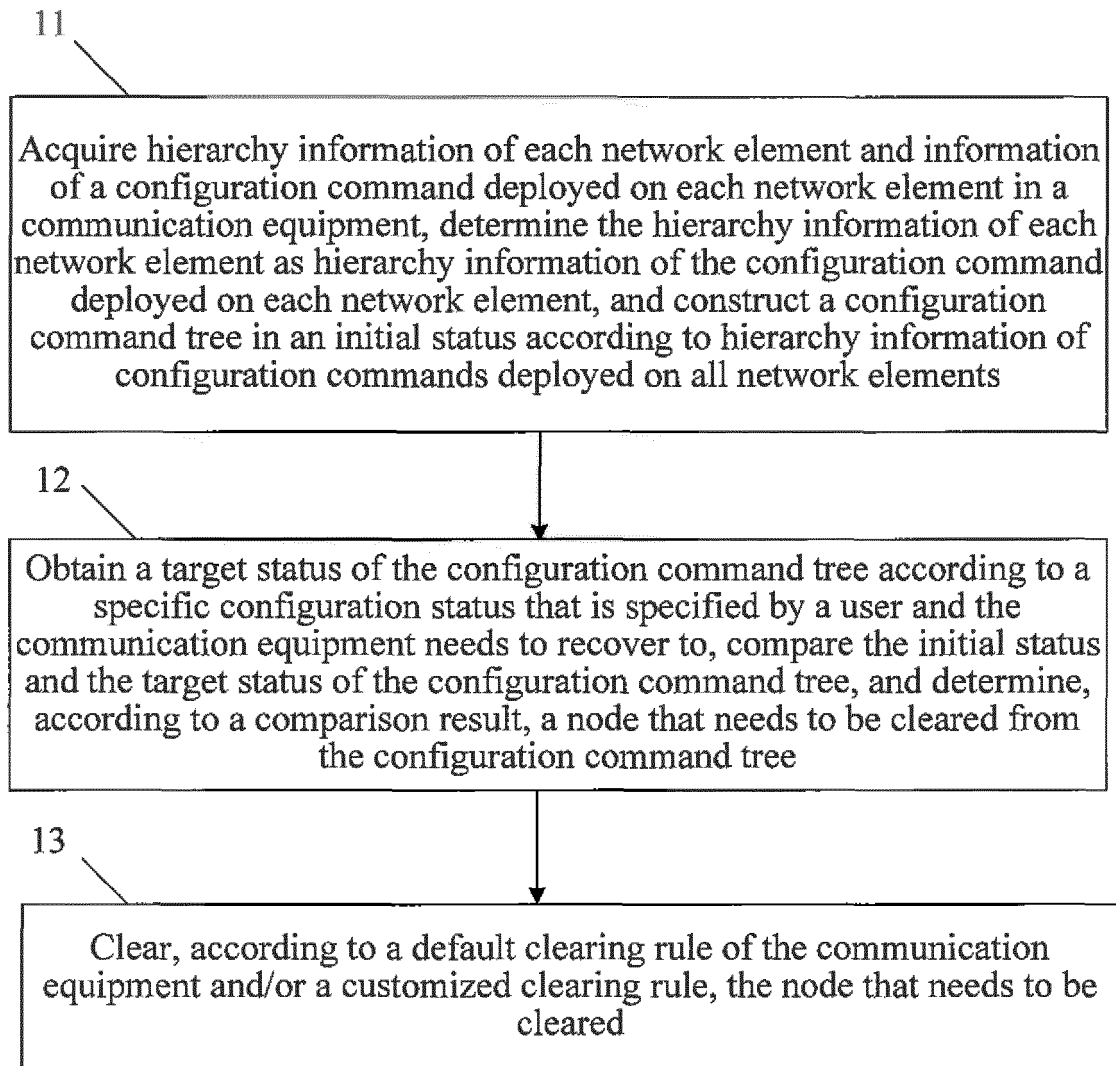 11
Acquire hierarchy information of each network element and information
of a configuration command deployed on each network element in a
communication equipment, determine the hierarchy information of each
network element as hierarchy information of the configuration command
deployed on each network element, and construct a configuration
command tree in an initial status according to hierarchy information of
configuration commands deployed on all network elements
12
Obtain a target status of the configuration command tree according to a
specific configuration status that is specified by a user and the
communication equipment needs to recover to, compare the initial status
and the target status of the configuration command tree, and determine,
according to a comparison result, a node that needs to be cleared from
the configuration command tree
13
Clear, according to a default clearing rule of the communication
equipment and/or a customized clearing rule, the node that needs to be
cleared